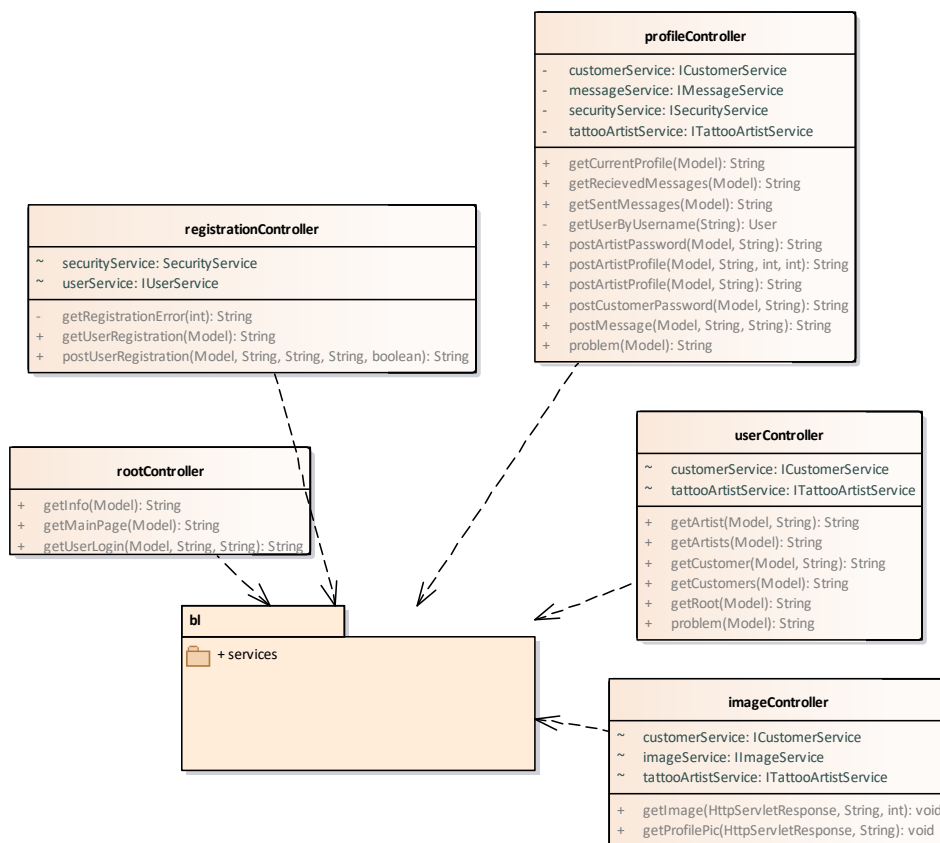 profileController
- customerService: ICustomerService
- messageService: IMessageService
- securityService: ISecurityService
- tattooArtistService: ITattooArtistService
+ getCurrentProfile(Model): String
+ getRecievedMessages(Model): String
+ getSentMessages(Model): String
- getUserByUsername(String): User
+ postArtistPassword(Model, String): String
+ postArtistProfile(Model, String, int, int): String
+ postArtistProfile(Model, String): String
+ postCustomerPassword(Model, String): String
+ postMessage(Model, String, String): String
+ problem(Model): String
registrationController
~ securityService: SecurityService
~ userService: IUserService
- getRegistrationError(int): String
+ getUserRegistration(Model): String
+ postUserRegistration(Model, String, String, String, boolean): String
rootController
+ getInfo(Model): String
+ getMainPage(Model): String
+ getUserLogin(Model, String, String): String
userController
~ customerService: ICustomerService
~ tattooArtistService: ITattooArtistService
+ getArtist(Model, String): String
+ getArtists(Model): String
+ getCustomer(Model, String): String
+ getCustomers(Model): String
+ getRoot(Model): String
+ problem(Model): String
bl
+ services
imageController
~ customerService: ICustomerService
~ imageService: IImageService
~ tattooArtistService: ITattooArtistService
+ getImage(HttpServletResponse, String, int): void
+ getProfilePic(HttpServletResponse, String): void